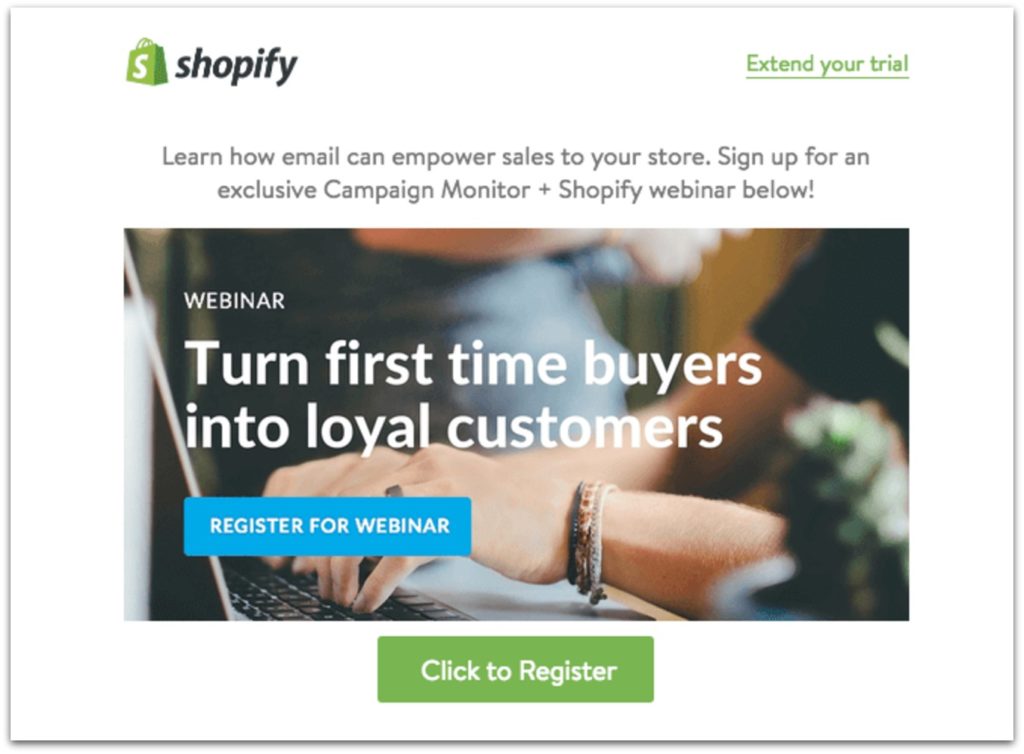 shopify
Extend your trial
Learn how email can empower sales to your store. Sign up for an
exclusive Campaign Monitor + Shopify webinar below!
WEBINAR
Turn first time buyers
into loyal customers
REGISTER FOR WEBINAR
Click to Register